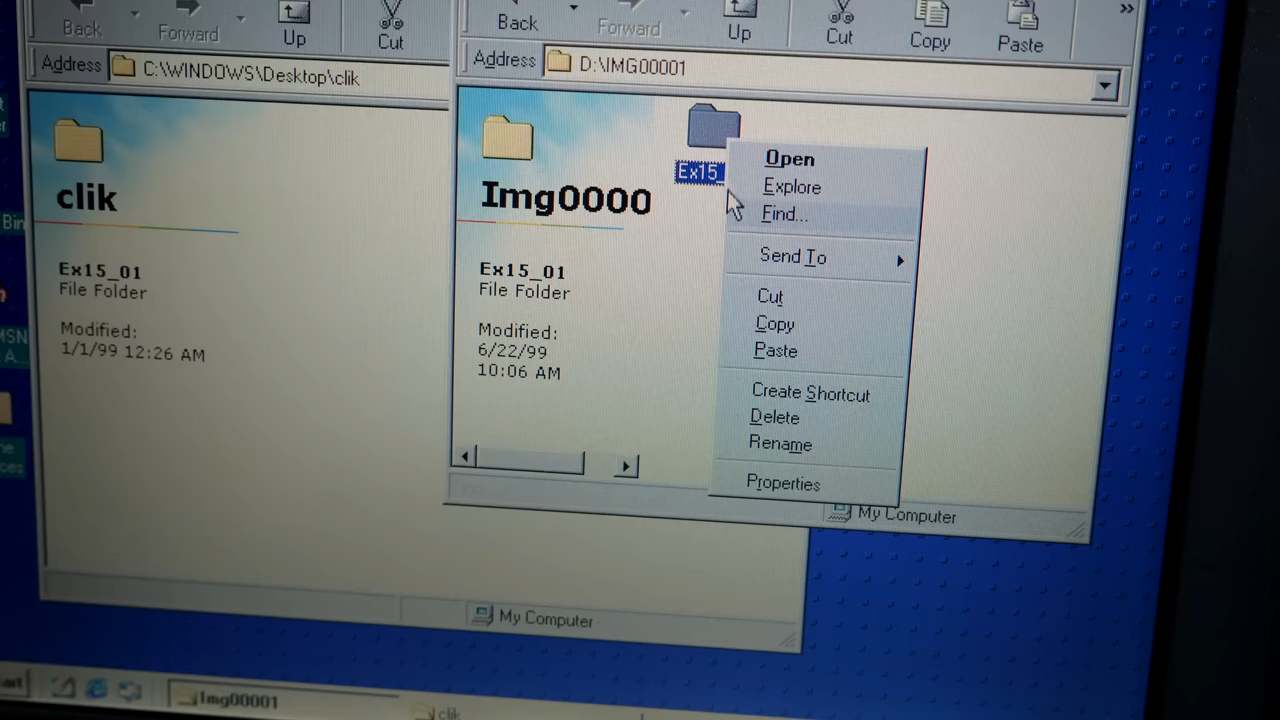 Back
Forward
Up
Cut
Address
C:\WINDOWS\Desktop\clik
clik
Ex15_01
File Folder
Modified:
1/1/99 12:26 AM
My Computer
Back
Forward
Up
Cut
Copy
Paste
»
Address
D:\IMG00001
Img0000
Ex15_01
File Folder
Modified:
6/22/99
10:06 AM
Ex15_
Open
Explore
Find...
Send To
Cut
Copy
Paste
Create Shortcut
Delete
Rename
Properties
My Computer
Bin
MSN
A...
Img00001
clik